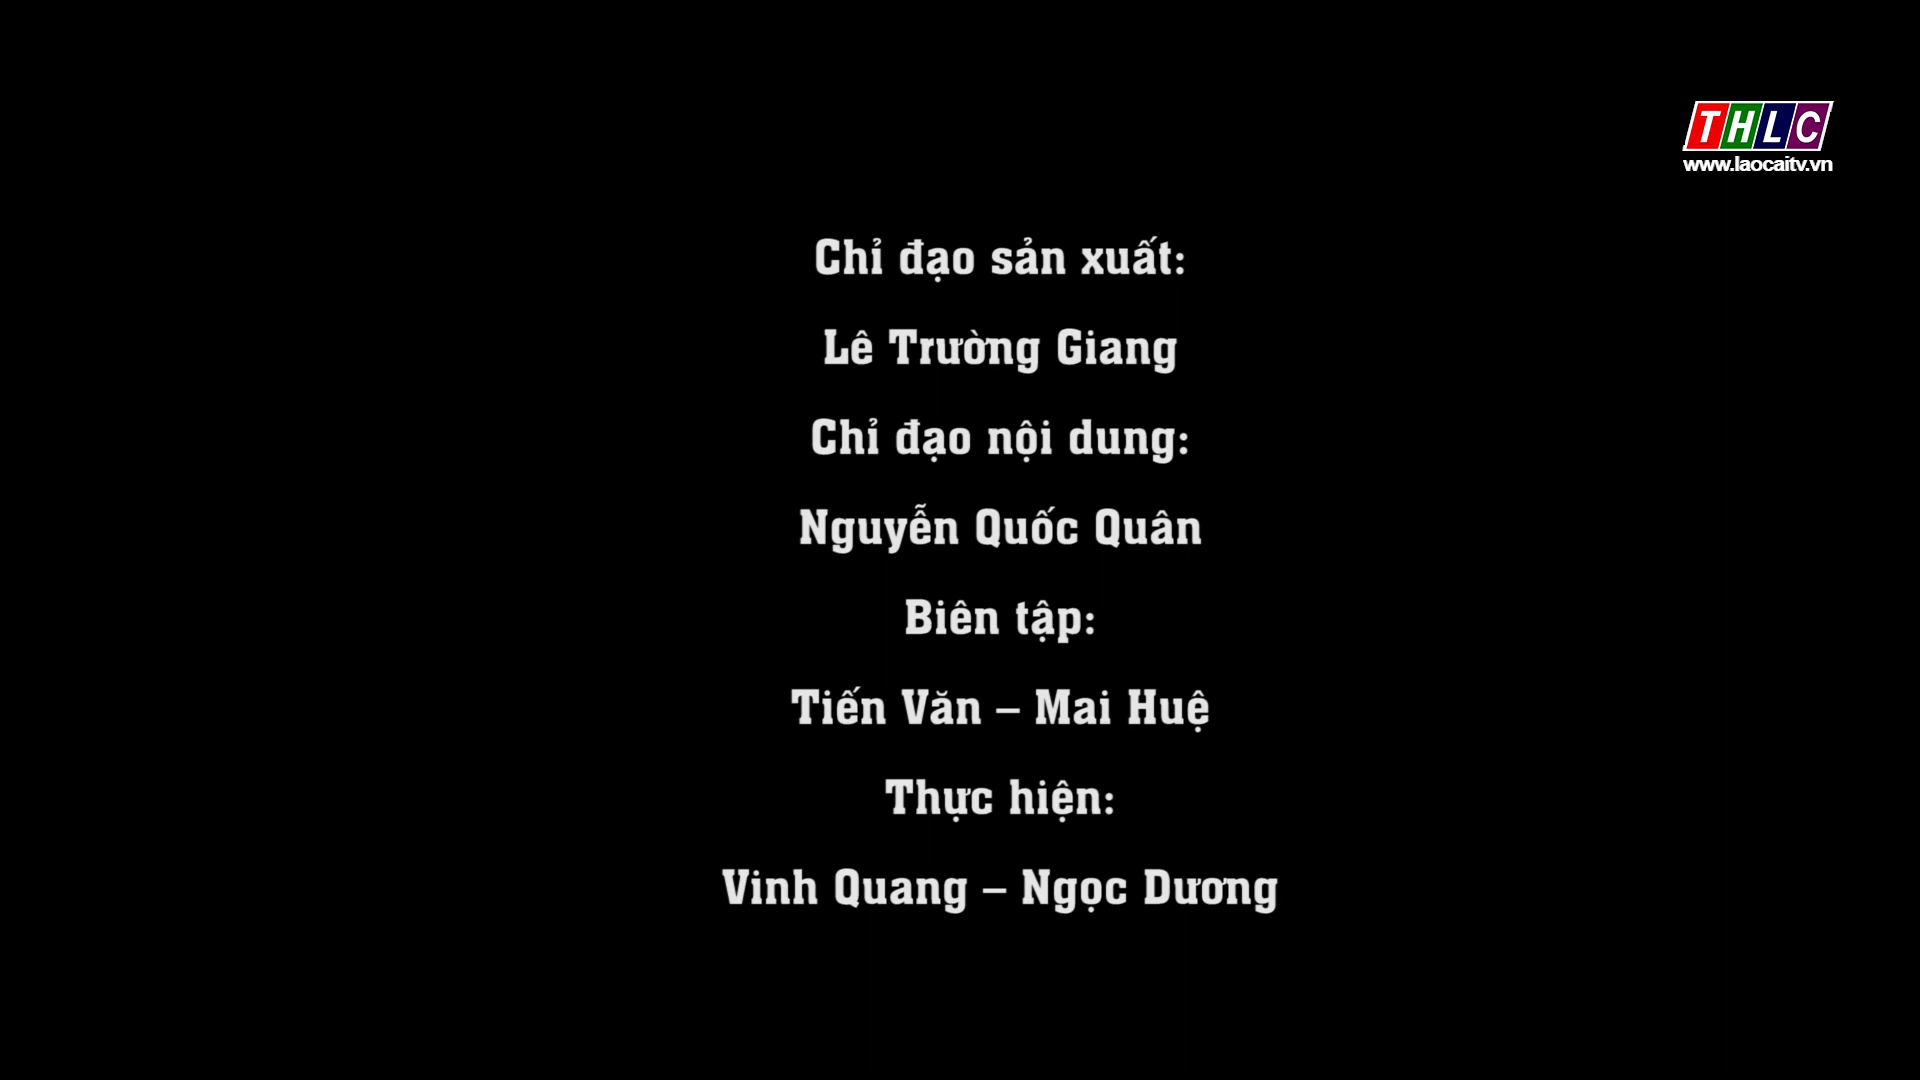 THLC
www.laocaitv.vn
Chỉ đạo sản xuất:
Lê Trường Giang
Chỉ đạo nội dung:
Nguyễn Quốc Quân
Biên tập:
Tiến Văn – Mai Huệ
Thực hiện:
Vinh Quang – Ngọc Dương